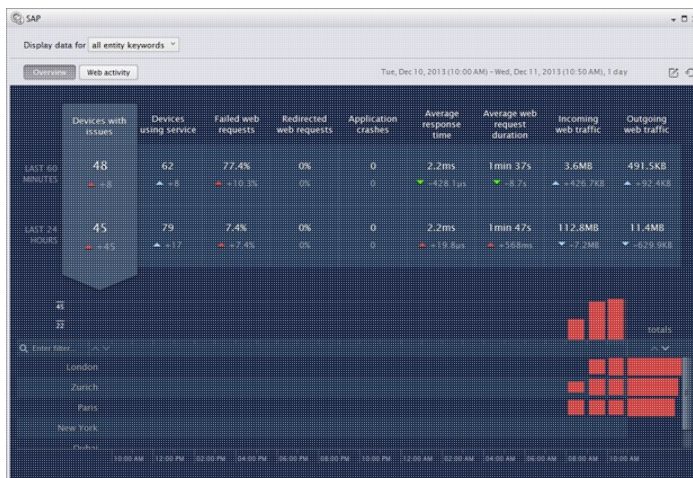 SAP
Display data for all entity keywords
Overview Web activity Tue, Dec 10, 2013 (10:00 AM) - Wed, Dec 11, 2013 (10:50 AM), 1 day
Devices with issues Devices using service Failed web requests Redirected web requests Application crashes Average response time Average web request duration Incoming web traffic Outgoing web traffic
LAST 60 MINUTES 48 62 77.4% 0% 0 2.2ms 1min 37s 3.6MB 491.5KB
+8 +8 +10.3% 0% 0 -428.1µs -8.7s +426.7KB +92.4KB
LAST 24 HOURS 45 79 7.4% 0% 0 2.2ms 1min 47s 112.8MB 11.4MB
+45 +17 +7.4% 0% 0 +19.8µs +568ms -7.2MB -629.9KB
45
22
totals
Enter filter...
London
Zurich
Paris
New York
Dubai
10:00 AM 12:00 PM 02:00 PM 04:00 PM 06:00 PM 08:00 PM 10:00 PM 12:00 AM 02:00 AM 04:00 AM 06:00 AM 08:00 AM 10:00 AM